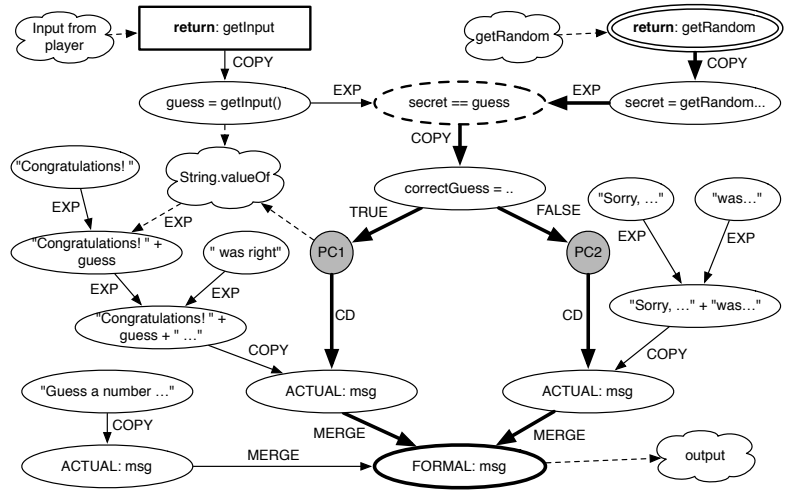 Input from
player
return: getInput
getRandom
return: getRandom
COPY
COPY
guess = getInput()
EXP
secret == guess
EXP
secret = getRandom...
COPY
"Congratulations! "
String.valueOf
correctGuess = ..
"Sorry, …"
"was…"
EXP
EXP
TRUE
FALSE
EXP
EXP
"Congratulations! " +
guess
" was right"
PC1
PC2
EXP
EXP
"Congratulations! " +
guess + " …"
CD
CD
"Sorry, …" + "was…"
COPY
COPY
"Guess a number …"
ACTUAL: msg
ACTUAL: msg
COPY
MERGE
MERGE
ACTUAL: msg
MERGE
FORMAL: msg
output